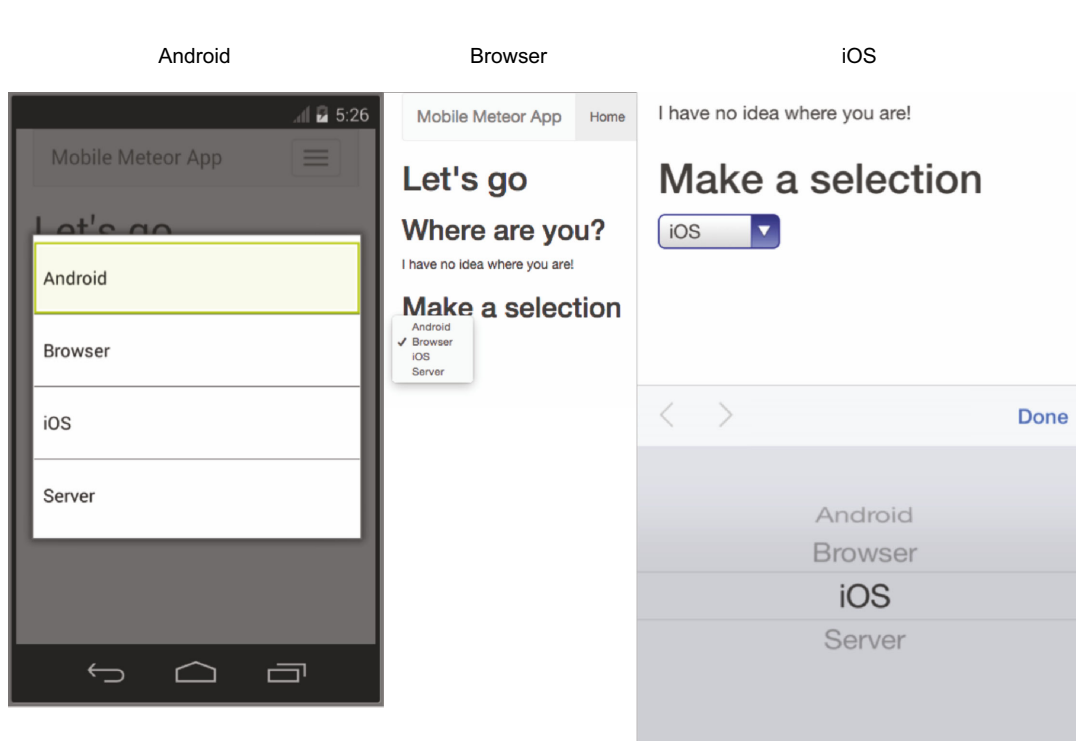 Android
Browser
iOS
5:26
Mobile Meteor App
Let's go
Android
Browser
iOS
Server
Mobile Meteor App
Home
Let's go
Where are you?
I have no idea where you are!
Make a selection
Android
✓ Browser
iOS
Server
I have no idea where you are!
Make a selection
iOS
Done
Android
Browser
iOS
Server